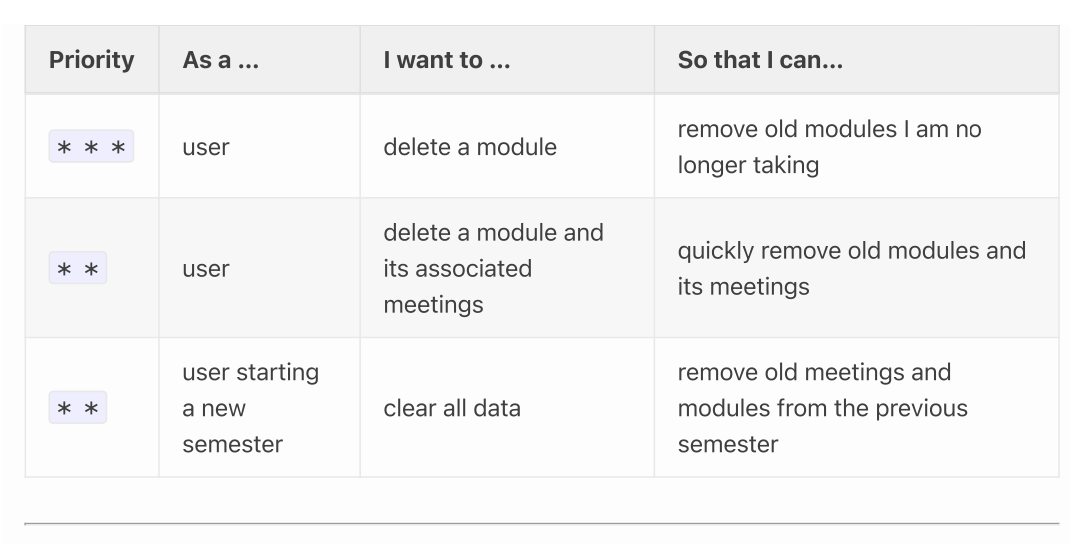 Priority As a ... I want to ... So that I can...
* * * user delete a module remove old modules I am no
longer taking
* * user delete a module and
its associated
meetings quickly remove old modules and
its meetings
* * user starting
a new
semester clear all data remove old meetings and
modules from the previous
semester